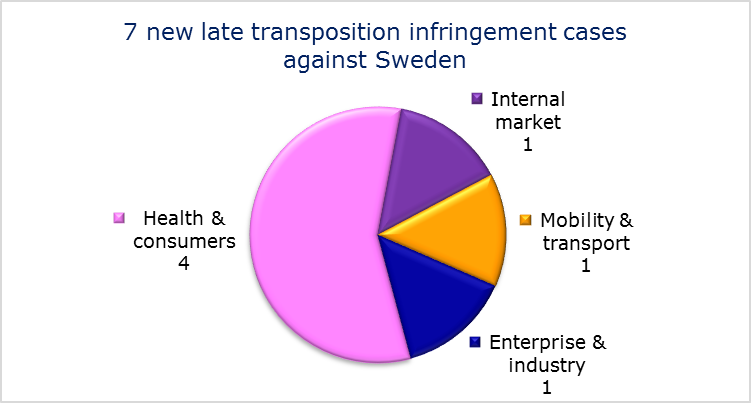 7 new late transposition infringement cases
against Sweden
Internal
market
1
Mobility &
transport
1
Enterprise &
industry
1
Health &
consumers
4